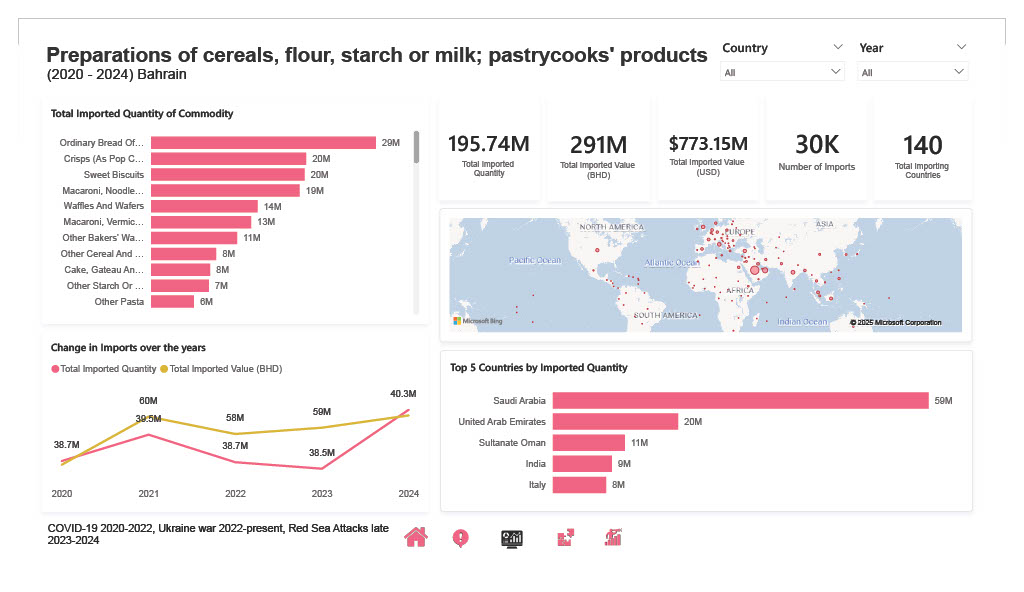 Preparations of cereals, flour, starch or milk; pastrycooks' products
(2020 - 2024) Bahrain
Country
All
Year
All
Total Imported Quantity of Commodity
Ordinary Bread Of... 29M
Crisps (As Pop C... 20M
Sweet Biscuits 20M
Macaroni, Noodle... 19M
Waffles And Wafers 14M
Macaroni, Vermic... 13M
Other Bakers' Wa... 11M
Other Cereal And ... 8M
Cake, Gateau An... 8M
Other Starch Or ... 7M
Other Pasta 6M
195.74M
Total Imported
Quantity
291M
Total Imported Value
(BHD)
$773.15M
Total Imported Value
(USD)
30K
Number of Imports
140
Total Importing
Countries
NORTH AMERICA
EUROPE
ASIA
Pacific Ocean
Atlantic Ocean
AFRICA
SOUTH AMERICA
Indian Ocean
Microsoft Bing
© 2025 Microsoft Corporation
Change in Imports over the years
Total Imported Quantity Total Imported Value (BHD)
38.7M
60M
39.5M
58M
38.7M
59M
38.5M
40.3M
2020 2021 2022 2023 2024
Top 5 Countries by Imported Quantity
Saudi Arabia 59M
United Arab Emirates 20M
Sultanate Oman 11M
India 9M
Italy 8M
COVID-19 2020-2022, Ukraine war 2022-present, Red Sea Attacks late
2023-2024